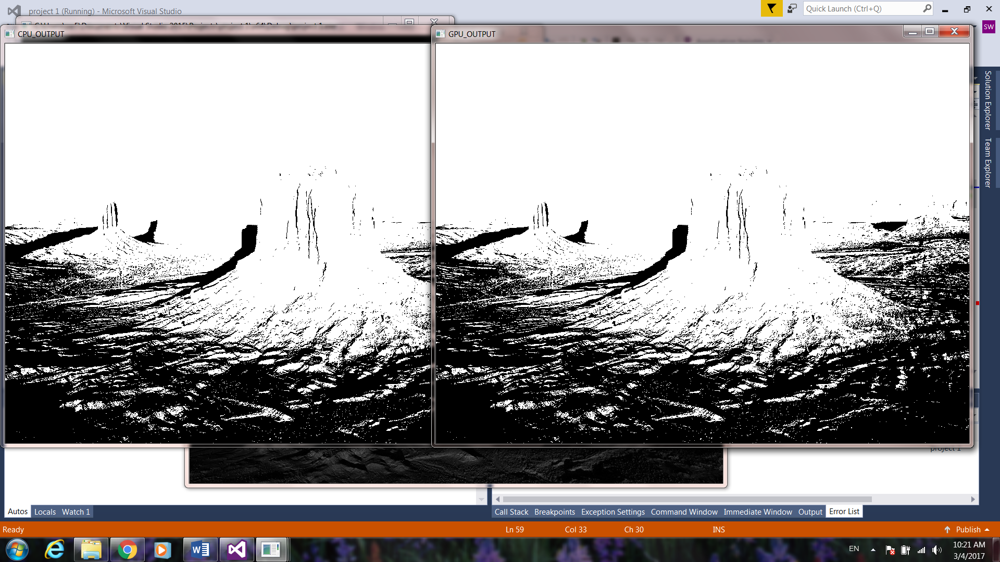 project 1 (Running) - Microsoft Visual Studio
Quick Launch (Ctrl+Q)
SW
CPU_OUTPUT
GPU_OUTPUT
Solution Explorer
Team Explorer
project 1
Autos
Locals
Watch 1
Call Stack
Breakpoints
Exception Settings
Command Window
Immediate Window
Output
Error List
Ready
Ln 59
Col 33
Ch 30
INS
Publish
EN
10:21 AM
3/4/2017